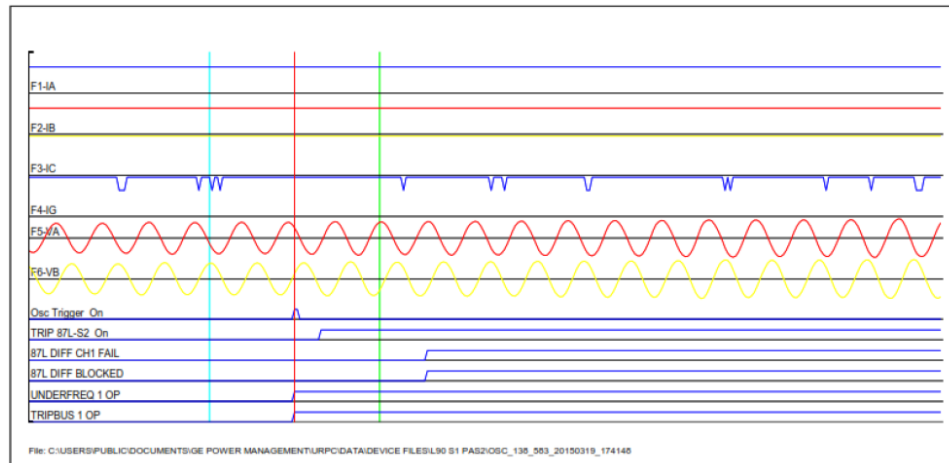 F1-IA
F2-IB
F3-IC
F4-IG
F5-VA
F6-VB
Osc Trigger On
TRIP 87L-S2 On
87L DIFF CH1 FAIL
87L DIFF BLOCKED
UNDERFREQ 1 OP
TRIPBUS 1 OP
File: C:\USERS\PUBLIC\DOCUMENTS\GE POWER MANAGEMENT\URPC\DATA\DEVICE FILES\L90 S1 PAS2\OSC_138_583_20150319_174148